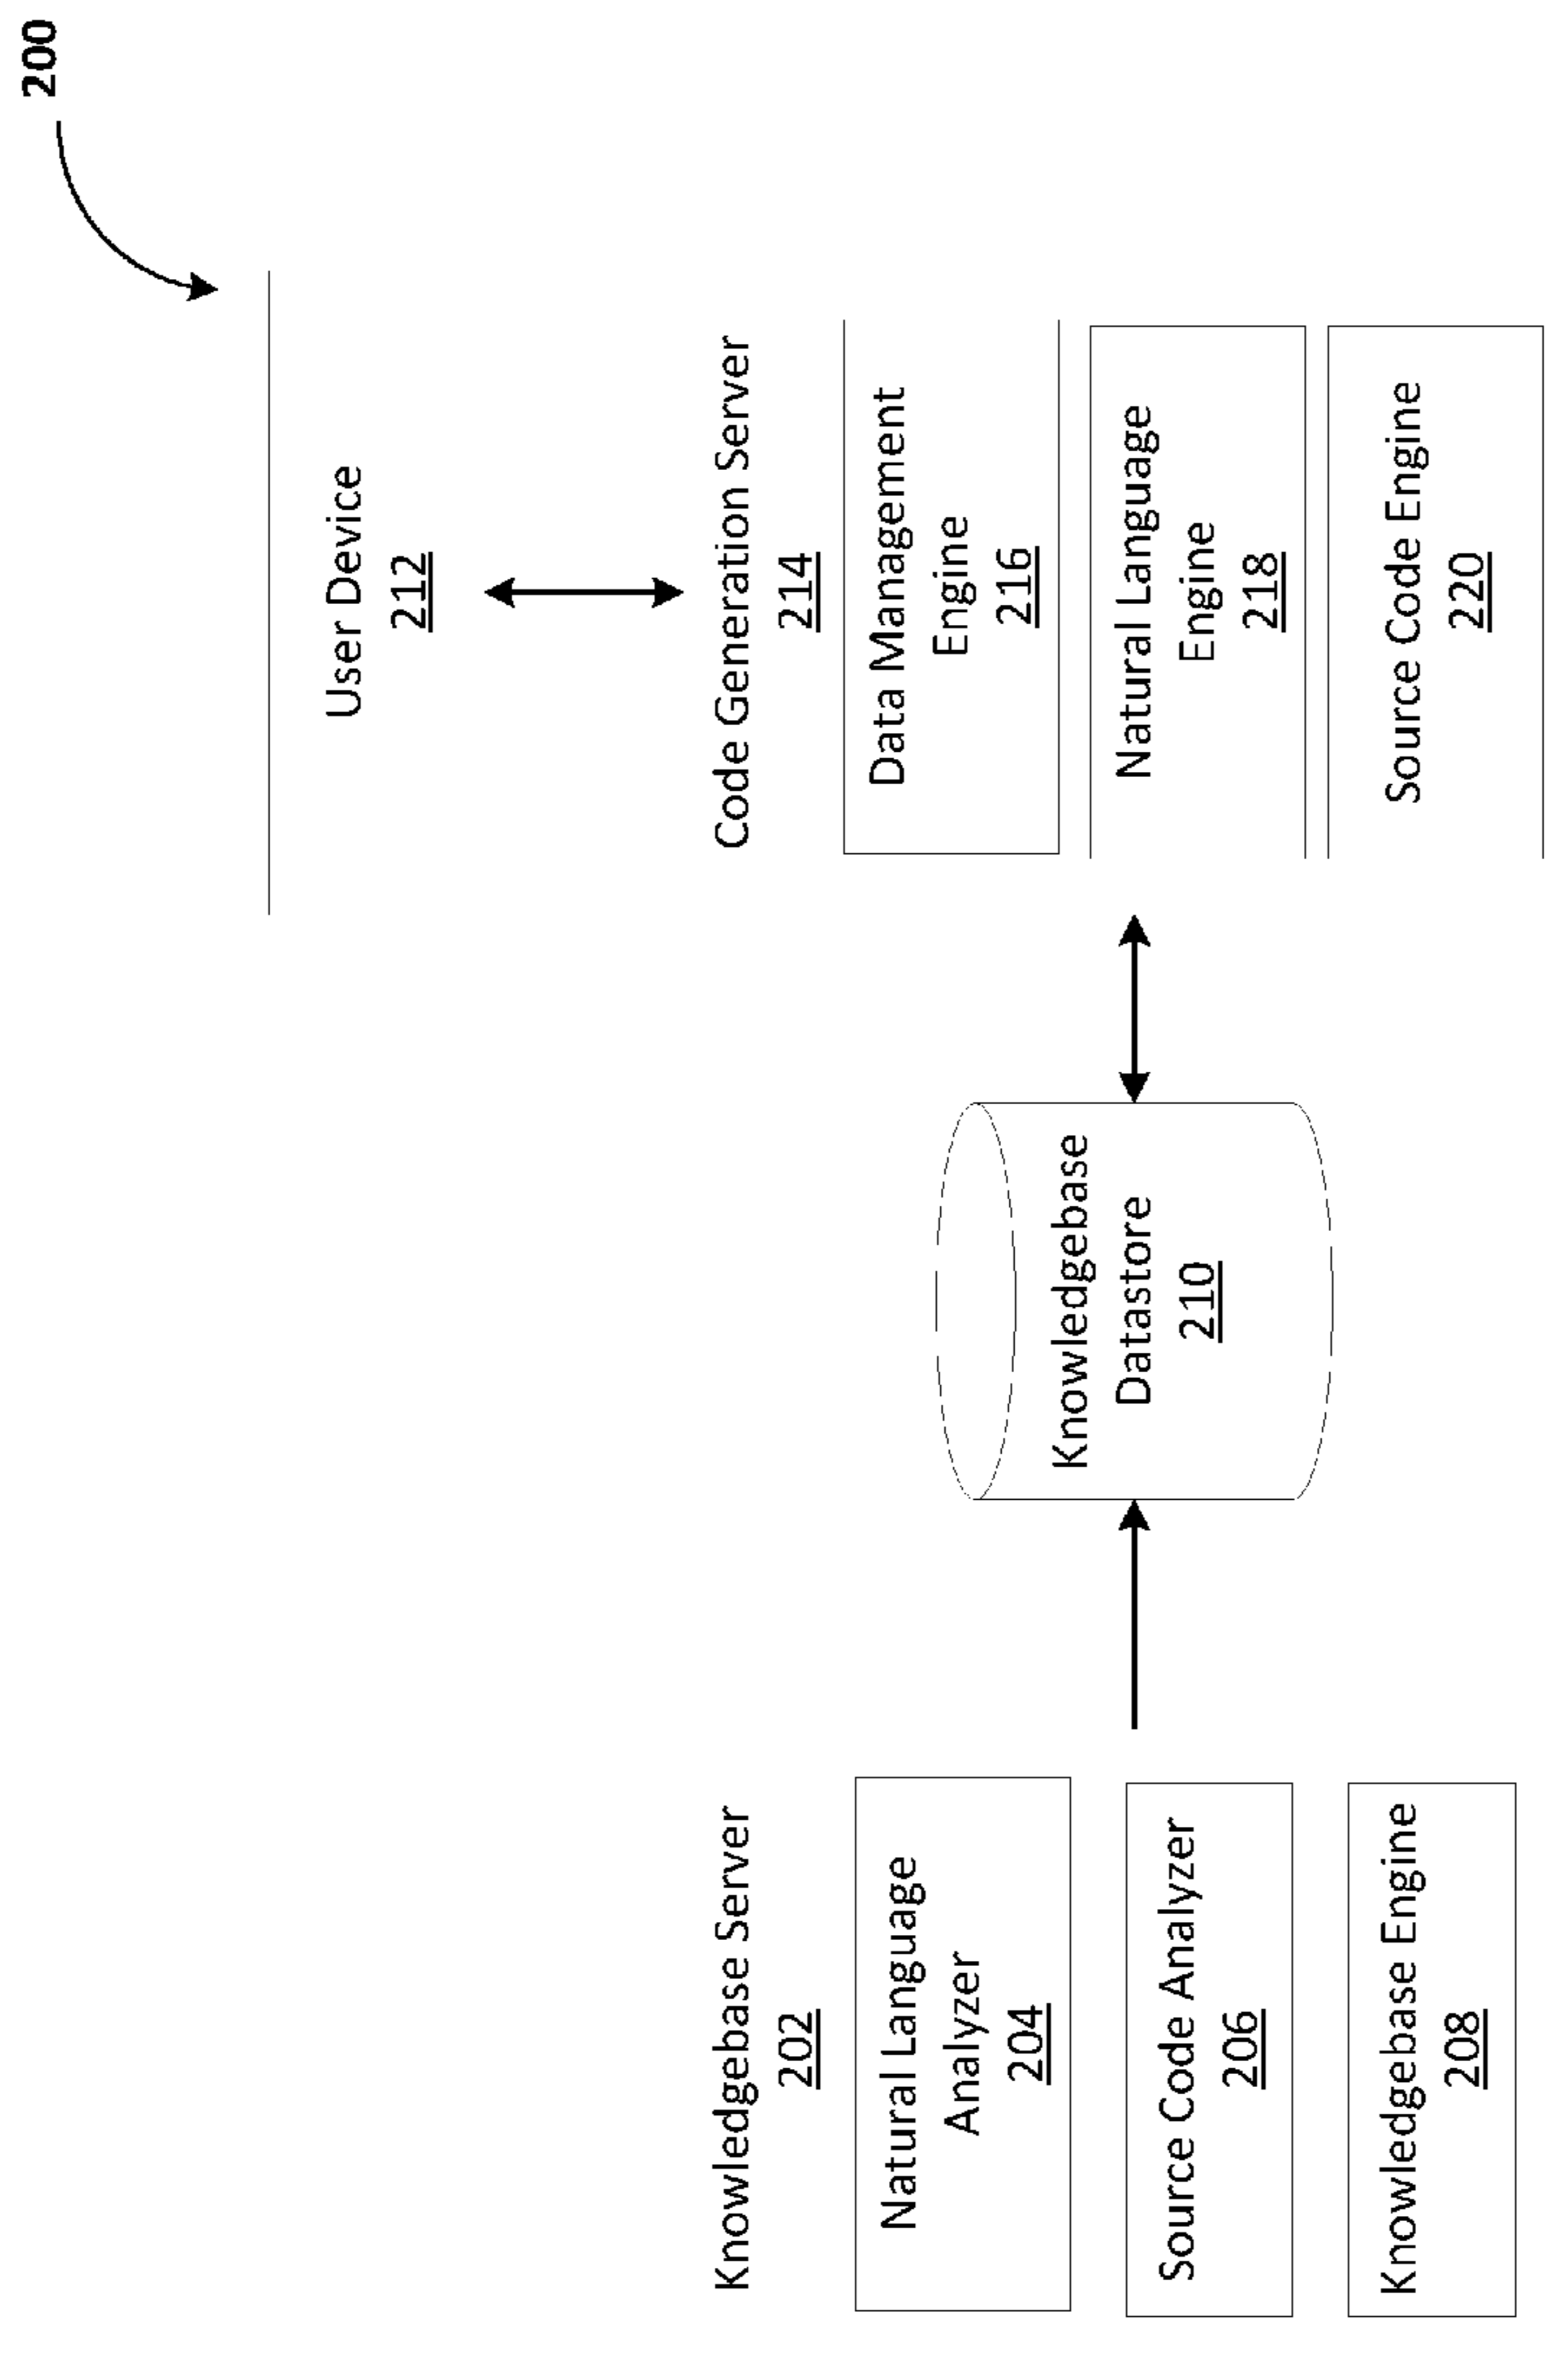 200
User Device
212
Knowledgebase Server
202
Natural Language
Analyzer
204
Source Code Analyzer
206
Knowledgebase Engine
208
Knowledgebase
Datastore
210
Code Generation Server
214
Data Management
Engine
216
Natural Language
Engine
218
Source Code Engine
220